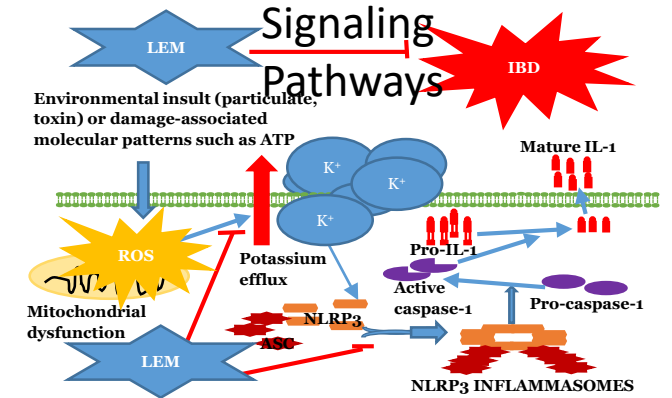 Signaling
Pathways
LEM
IBD
Environmental insult (particulate,
toxin) or damage-associated
molecular patterns such as ATP
Mature IL-1
K⁺
K⁺
K⁺
ROS
Pro-IL-1
Potassium
efflux
Mitochondrial
dysfunction
Active
caspase-1
Pro-caspase-1
NLRP3
ASC
LEM
NLRP3 INFLAMMASOMES